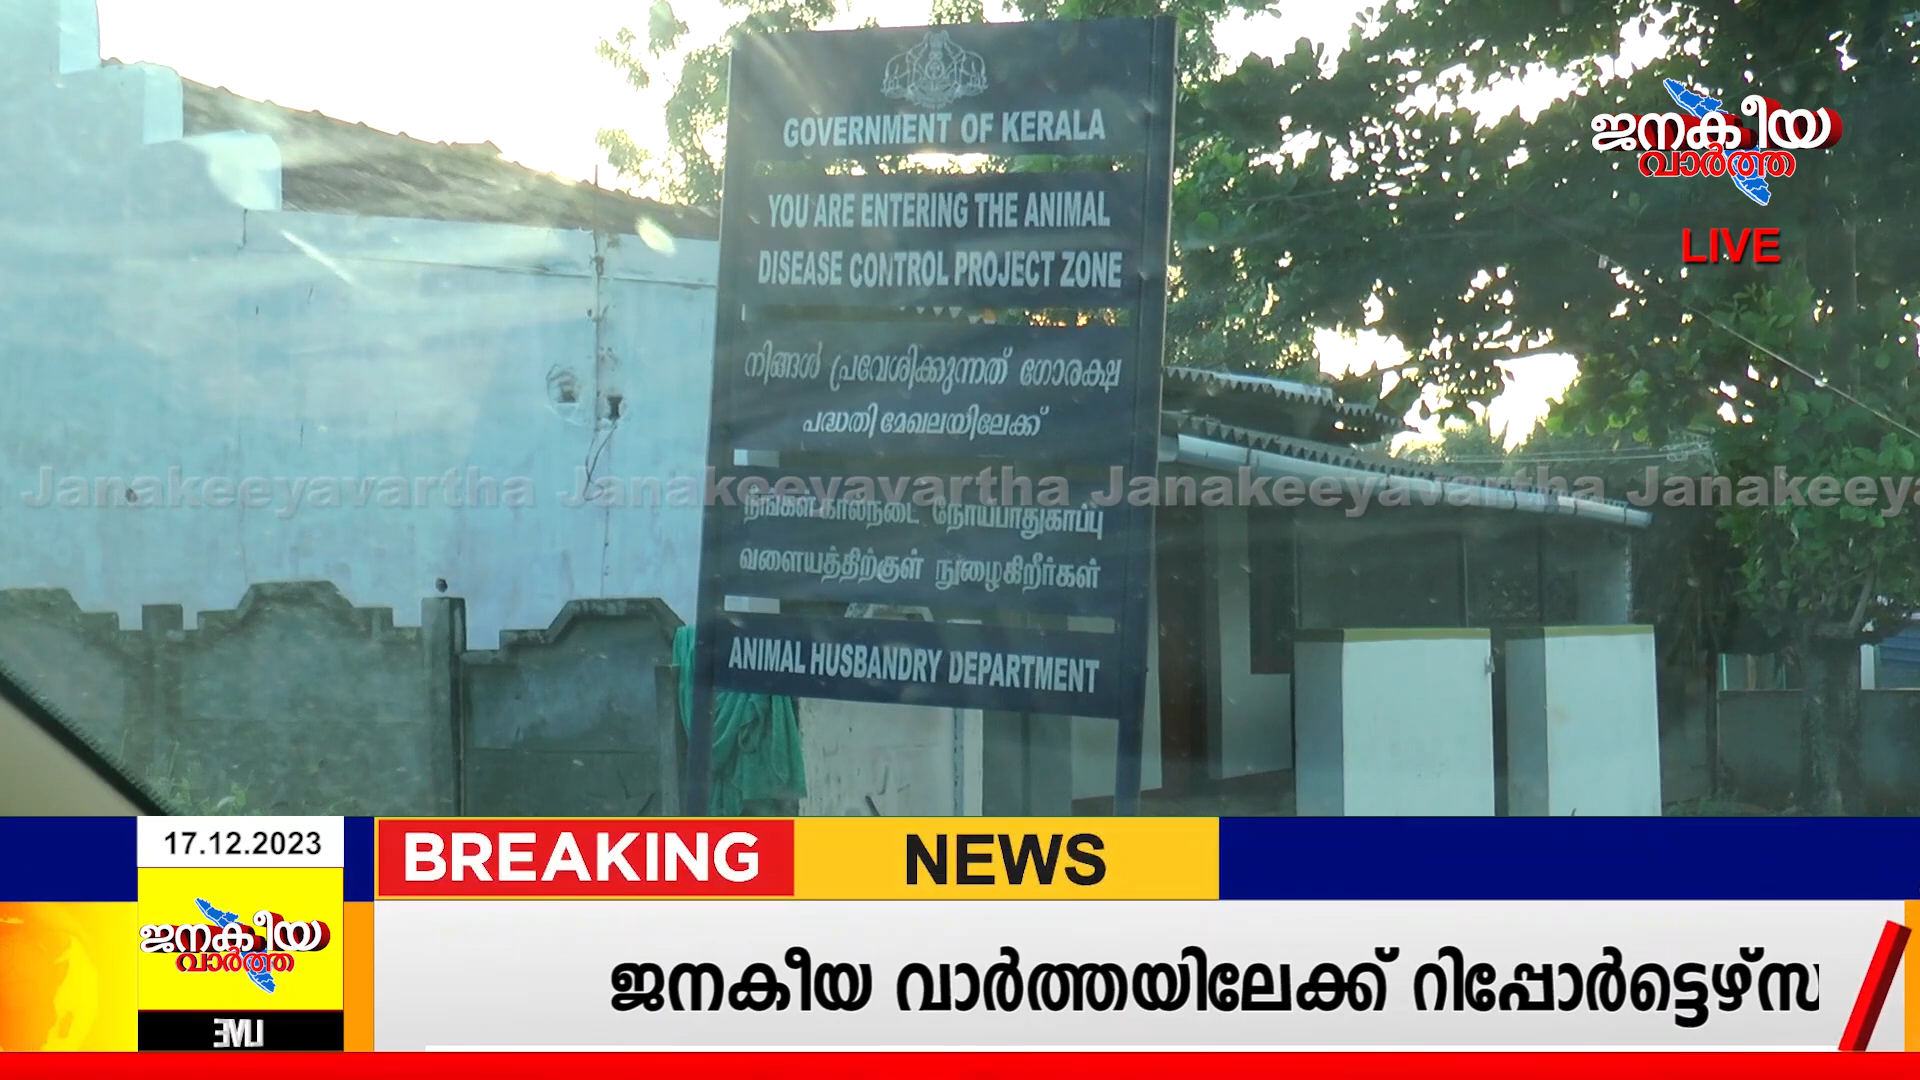 GOVERNMENT OF KERALA
YOU ARE ENTERING THE ANIMAL
DISEASE CONTROL PROJECT ZONE
നിങ്ങൾ പ്രവേശിക്കുന്നത് ഗോരക്ഷ
പദ്ധതി മേഖലയിലേക്ക്
நீங்கள் கால்நடை நோய்பாதுகாப்பு
வளையத்திற்குள் நுழைகிறீர்கள்
ANIMAL HUSBANDRY DEPARTMENT
ജനകീയ
വാർത്ത
LIVE
Janakeeyavartha Janakeeyavartha Janakeeyavartha Janakeeya
17.12.2023
BREAKING NEWS
ജനകീയ
വാർത്ത
LIVE
ജനകീയ വാർത്തയിലേക്ക് റിപ്പോർട്ടെഴ്സ